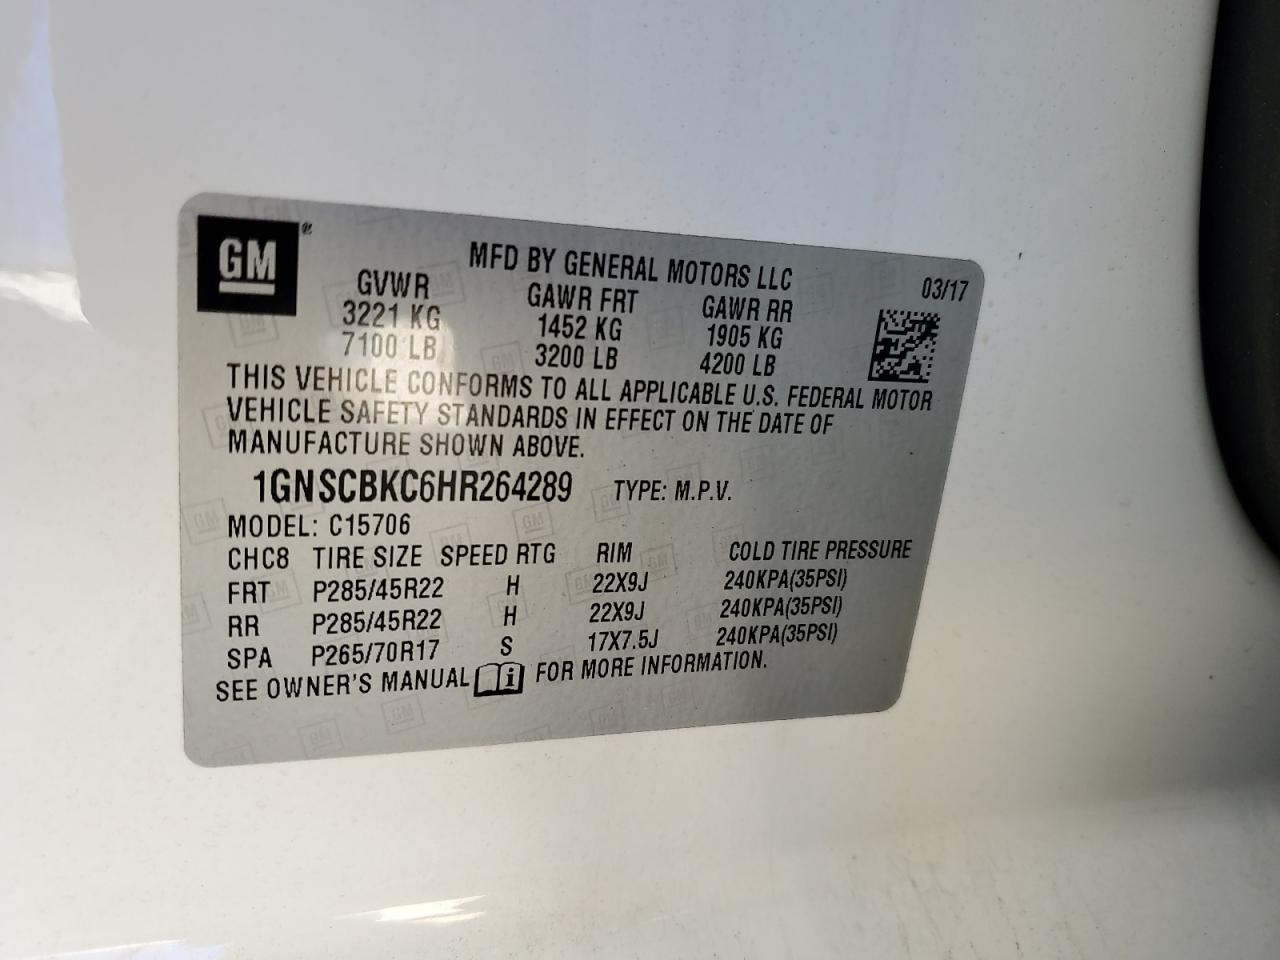 GM ®
MFD BY GENERAL MOTORS LLC 03/17
GVWR GAWR FRT GAWR RR
3221 KG 1452 KG 1905 KG
7100 LB 3200 LB 4200 LB
THIS VEHICLE CONFORMS TO ALL APPLICABLE U.S. FEDERAL MOTOR
VEHICLE SAFETY STANDARDS IN EFFECT ON THE DATE OF
MANUFACTURE SHOWN ABOVE.
1GNSCBKC6HR264289 TYPE: M.P.V.
MODEL: C15706
CHC8 TIRE SIZE SPEED RTG RIM COLD TIRE PRESSURE
FRT P285/45R22 H 22X9J 240KPA(35PSI)
RR P285/45R22 H 22X9J 240KPA(35PSI)
SPA P265/70R17 S 17X7.5J 240KPA(35PSI)
SEE OWNER'S MANUAL i FOR MORE INFORMATION.